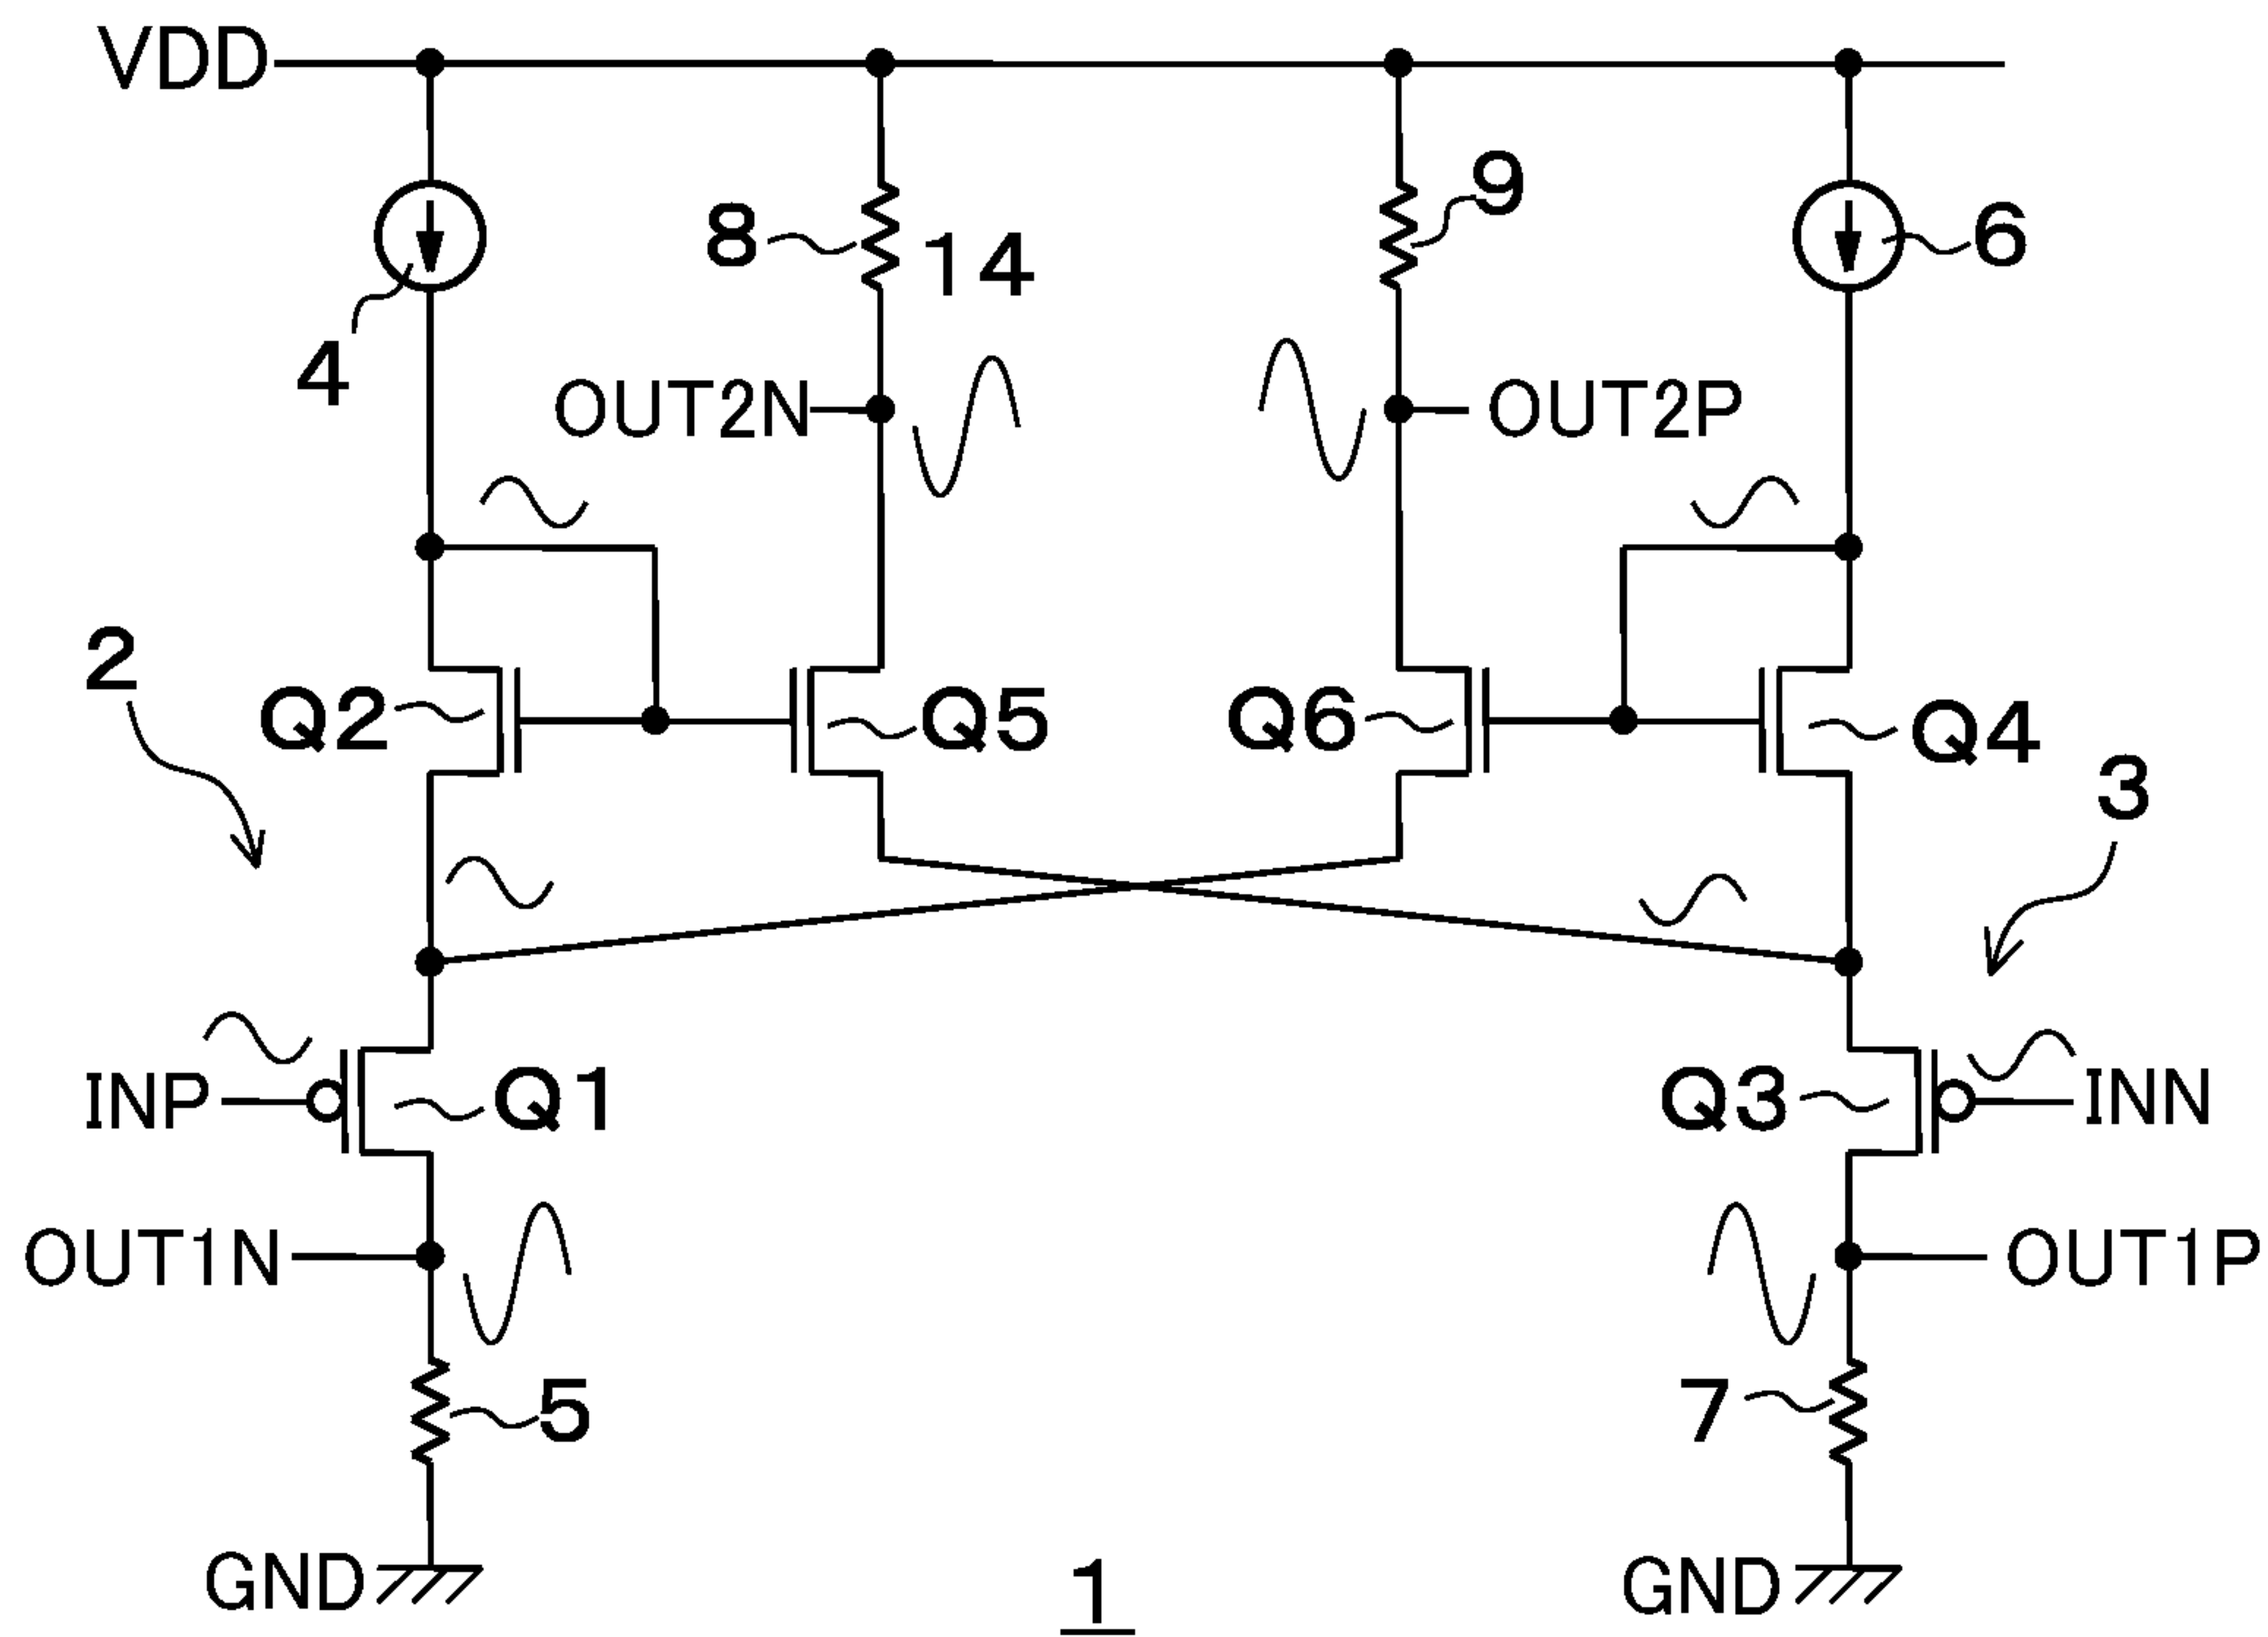 VDD
9
8
14
6
4
OUT2N
OUT2P
2
Q2
Q5
Q6
Q4
3
INP
Q1
Q3
INN
OUT1N
OUT1P
5
7
GND
GND
1